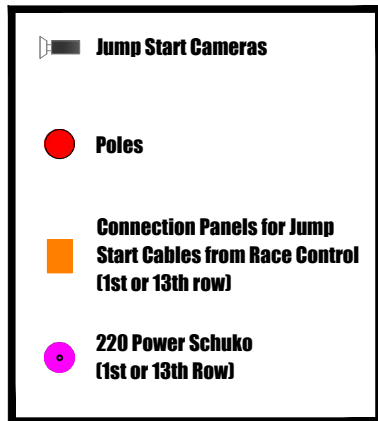 Jump Start Cameras
Poles
Connection Panels for Jump
Start Cables from Race Control
(1st or 13th row)
220 Power Schuko
(1st or 13th Row)